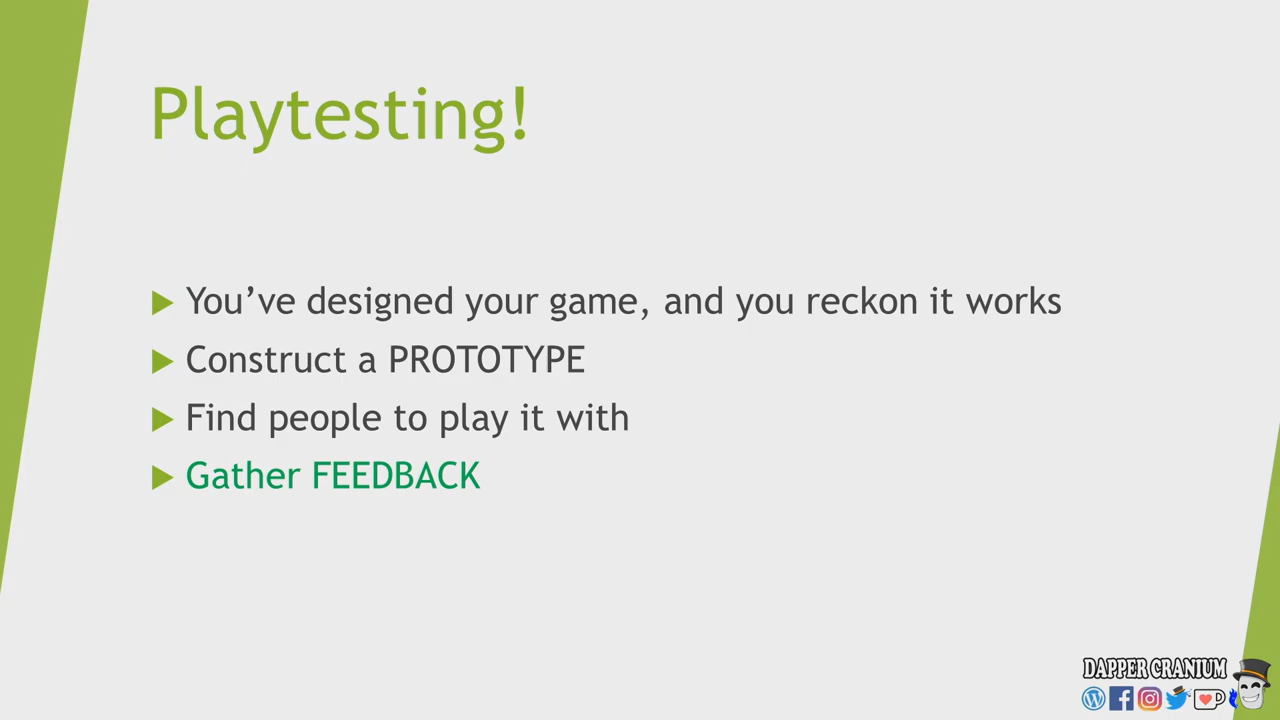 Playtesting!
You’ve designed your game, and you reckon it works
Construct a PROTOTYPE
Find people to play it with
Gather FEEDBACK
DAPPER CRANIUM